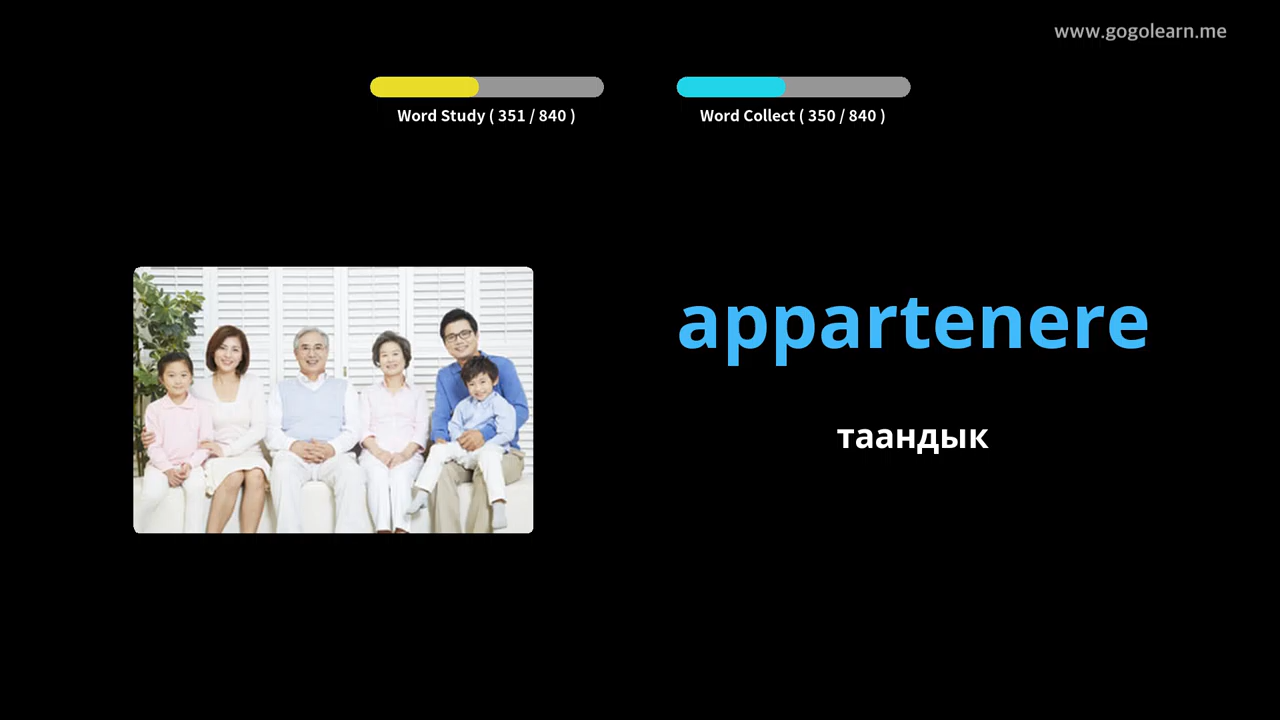 www.gogolearn.me
Word Study ( 351 / 840 )
Word Collect ( 350 / 840 )
appartenere
таандык